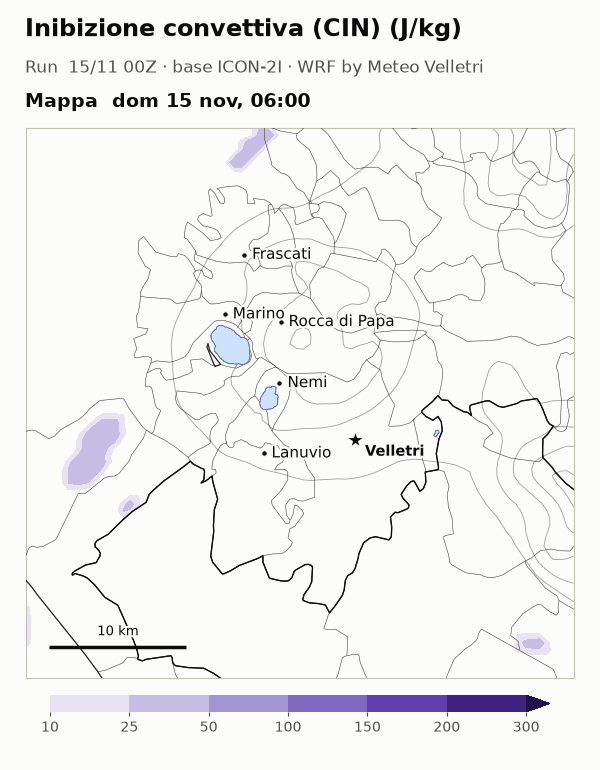 Inibizione convettiva (CIN) (J/kg)
Run  15/11 00Z · base ICON-2I · WRF by Meteo Velletri
Mappa  dom 15 nov, 06:00
Frascati
Marino
Rocca di Papa
Nemi
Velletri
Lanuvio
10 km
10 25 50 100 150 200 300